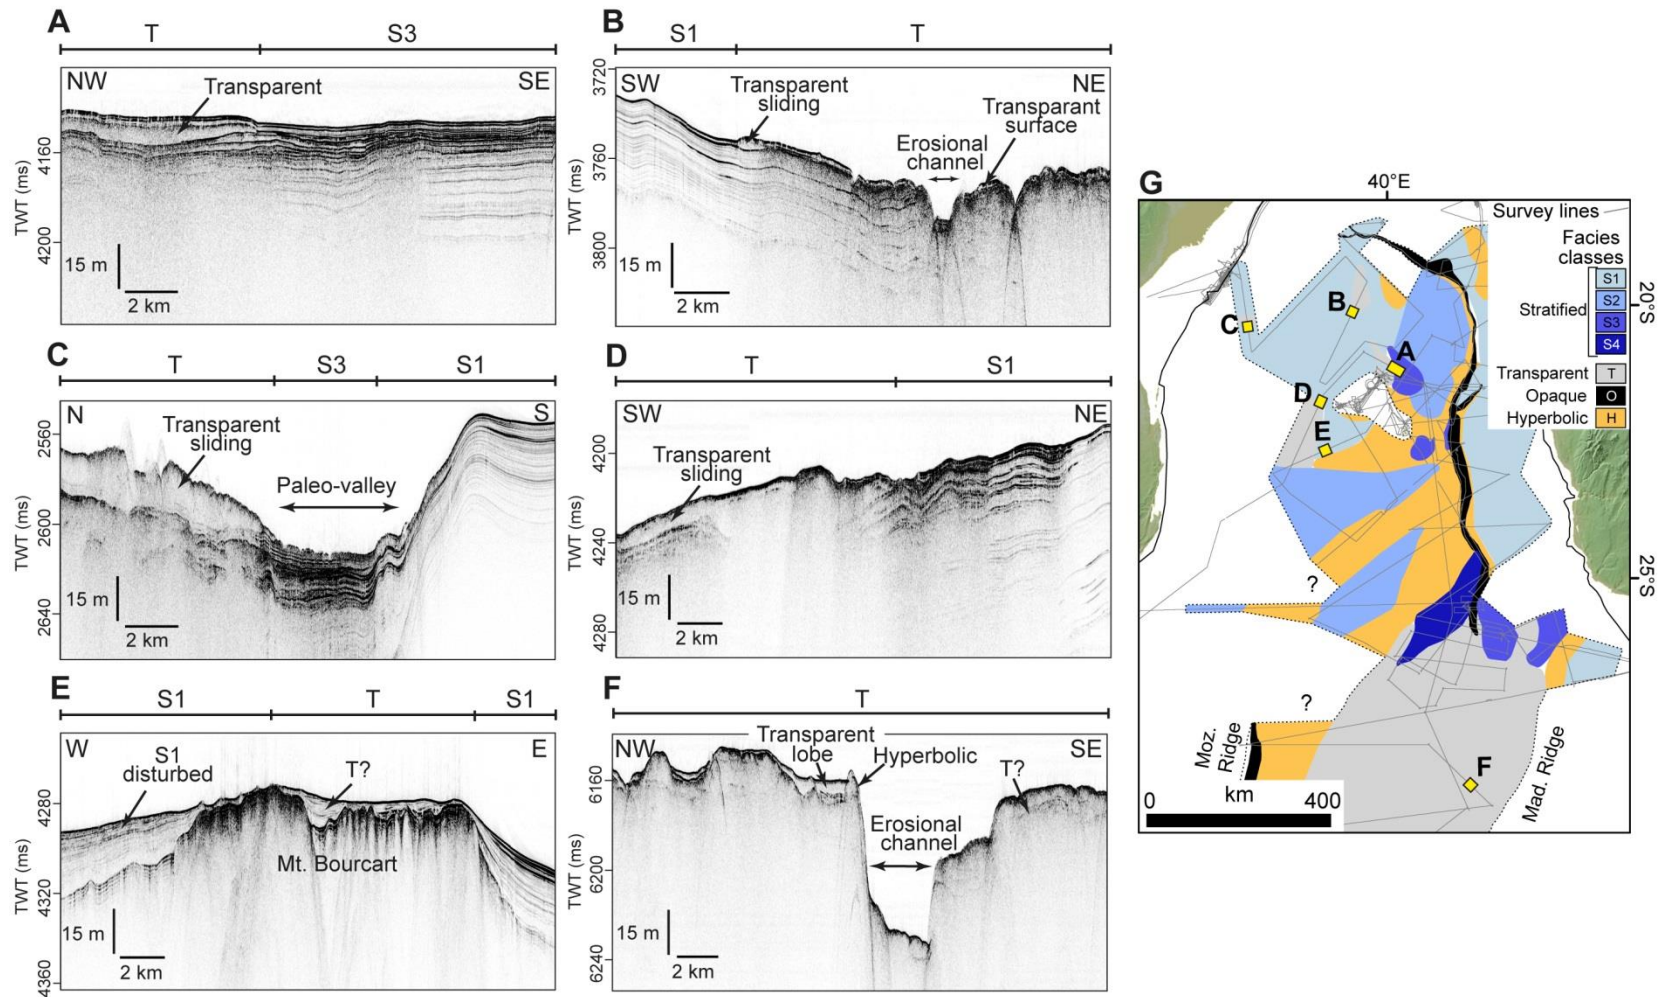 A
T
S3
NW
SE
Transparent
4160
4200
TWT (ms)
15 m
2 km
B
S1
T
SW
NE
Transparent
sliding
Transparant
surface
Erosional
channel
3720
3760
3800
TWT (ms)
15 m
2 km
C
T
S3
S1
N
S
Transparent
sliding
Paleo-valley
2560
2600
2640
TWT (ms)
15 m
2 km
D
T
S1
SW
NE
Transparent
sliding
4200
4240
4280
TWT (ms)
15 m
2 km
E
S1
T
S1
W
E
S1
disturbed
T?
Mt. Bourcart
4280
4320
4360
TWT (ms)
15 m
2 km
F
T
NW
SE
Transparent
lobe
Hyperbolic
T?
Erosional
channel
6160
6200
6240
TWT (ms)
15 m
2 km
G
40°E
Survey lines
Facies
classes
S1
S2
Stratified
S3
S4
Transparent T
Opaque O
Hyperbolic H
20°S
25°S
B
C
A
D
E
?
?
Moz.
Ridge
Mad. Ridge
F
0 km 400